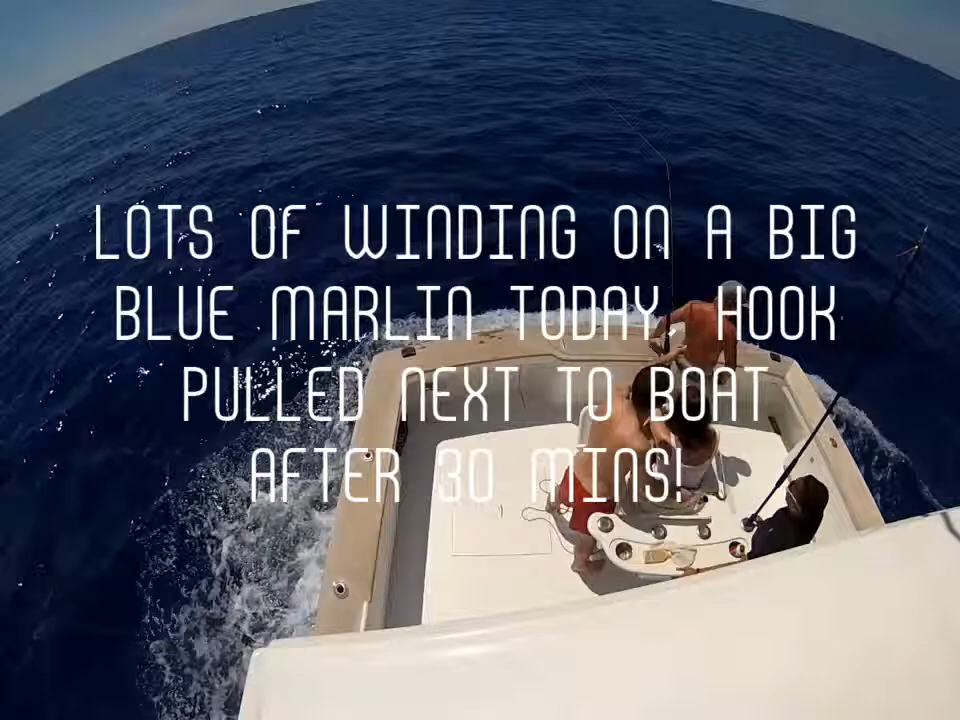 LOTS OF WINDING ON A BIG
BLUE MARLIN TODAY, HOOK
PULLED NEXT TO BOAT
AFTER 30 MINS!